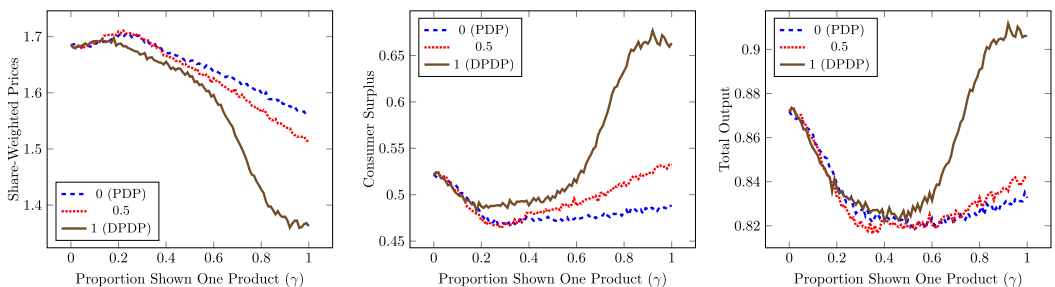 Share-Weighted Prices
1.7
1.6
1.5
1.4
0 (PDP)
0.5
1 (DPDP)
0 0.2 0.4 0.6 0.8 1
Proportion Shown One Product (γ)
Consumer Surplus
0.65
0.6
0.55
0.5
0.45
0 (PDP)
0.5
1 (DPDP)
0 0.2 0.4 0.6 0.8 1
Proportion Shown One Product (γ)
Total Output
0.9
0.88
0.86
0.84
0.82
0 (PDP)
0.5
1 (DPDP)
0 0.2 0.4 0.6 0.8 1
Proportion Shown One Product (γ)